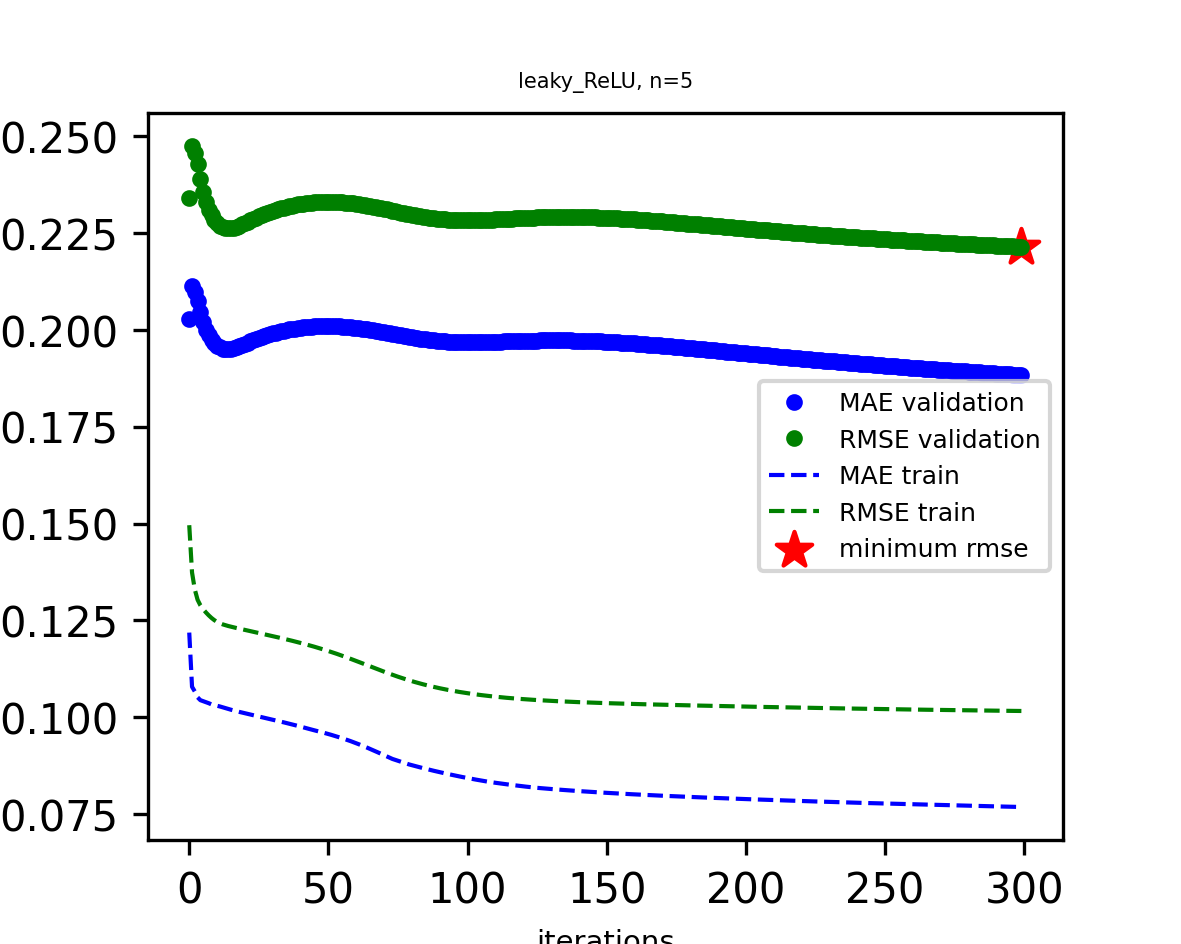 leaky_ReLU, n=5
0.250
0.225
0.200
0.175
0.150
0.125
0.100
0.075
MAE validation
RMSE validation
MAE train
RMSE train
minimum rmse
0 50 100 150 200 250 300
iterations